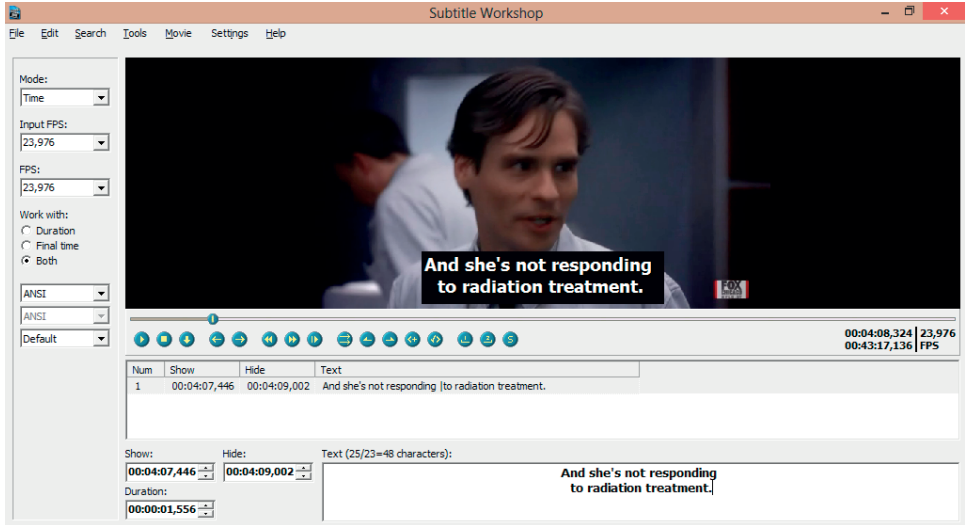 Subtitle Workshop
File Edit Search Tools Movie Settings Help
Mode:
Time
Input FPS:
23,976
FPS:
23,976
Work with:
Duration
Final time
Both
ANSI
ANSI
Default
And she's not responding
to radiation treatment.
FOX
00:04:08,324 23,976
00:43:17,136 FPS
Num Show Hide Text
1 00:04:07,446 00:04:09,002 And she's not responding |to radiation treatment.
Show: Hide: Text (25/23=48 characters):
00:04:07,446 00:04:09,002
Duration:
00:00:01,556
And she's not responding
to radiation treatment.